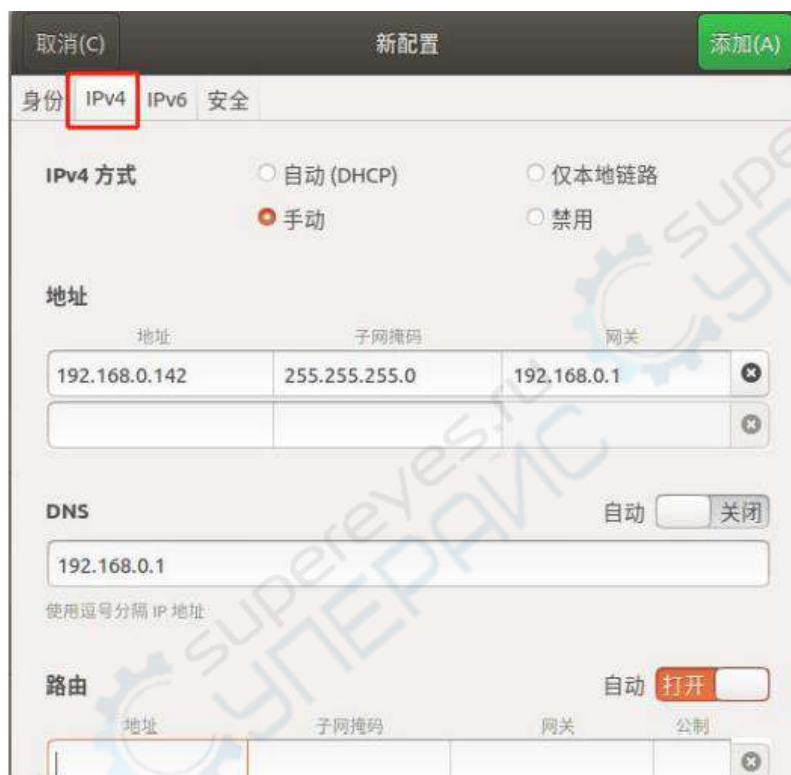 取消(C) 新配置 添加(A)
身份 IPv4 IPv6 安全
IPv4 方式 自动 (DHCP) 仅本地链路
手动 禁用
地址
地址 子网掩码 网关
192.168.0.142 255.255.255.0 192.168.0.1
DNS 自动 关闭
192.168.0.1
使用逗号分隔 IP 地址
路由 自动 打开
地址 子网掩码 网关 公制
supereyes.ru
СУПЕРАЙС